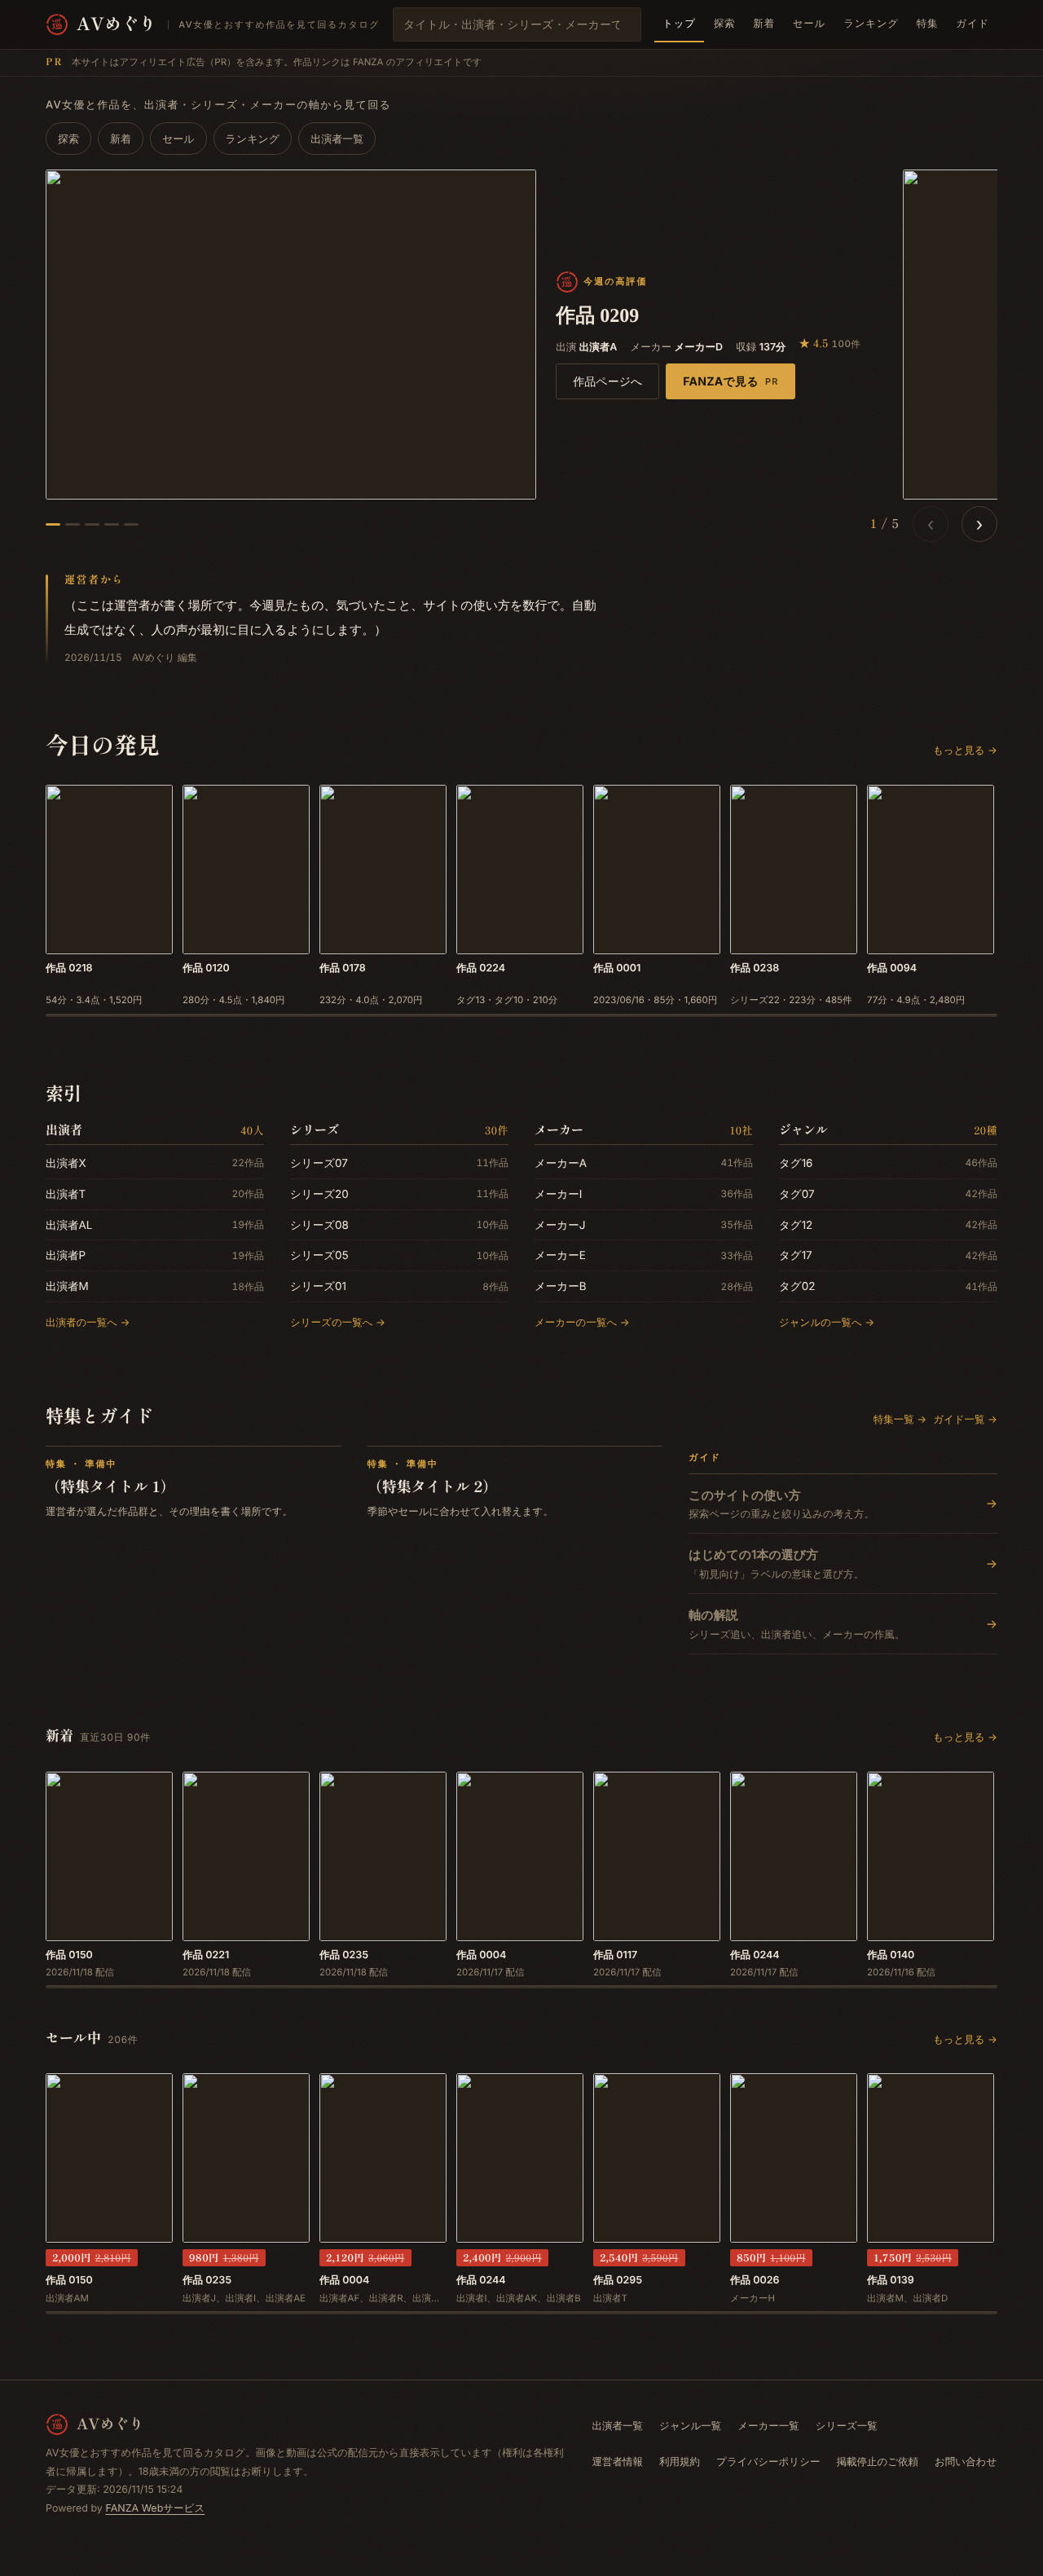 AVめぐり
AV女優とおすすめ作品を見て回るカタログ
タイトル・出演者・シリーズ・メーカーで
トップ 探索 新着 セール ランキング 特集 ガイド
PR 本サイトはアフィリエイト広告（PR）を含みます。作品リンクは FANZA のアフィリエイトです
AV女優と作品を、出演者・シリーズ・メーカーの軸から見て回る
探索 新着 セール ランキング 出演者一覧
今週の高評価
作品 0209
出演 出演者A メーカー メーカーD 収録 137分 ★ 4.5 100件
作品ページへ FANZAで見る PR
1 / 5 ‹ ›
運営者から
（ここは運営者が書く場所です。今週見たもの、気づいたこと、サイトの使い方を数行で。自動
生成ではなく、人の声が最初に目に入るようにします。）
2026/11/15 AVめぐり 編集
今日の発見 もっと見る →
作品 0218 作品 0120 作品 0178 作品 0224 作品 0001 作品 0238 作品 0094
54分・3.4点・1,520円 280分・4.5点・1,840円 232分・4.0点・2,070円 タグ13・タグ10・210分 2023/06/16・85分・1,660円 シリーズ22・223分・485件 77分・4.9点・2,480円
索引
出演者 40人 シリーズ 30件 メーカー 10社 ジャンル 20種
出演者X 22作品 シリーズ07 11作品 メーカーA 41作品 タグ16 46作品
出演者T 20作品 シリーズ20 11作品 メーカーI 36作品 タグ07 42作品
出演者AL 19作品 シリーズ08 10作品 メーカーJ 35作品 タグ12 42作品
出演者P 19作品 シリーズ05 10作品 メーカーE 33作品 タグ17 42作品
出演者M 18作品 シリーズ01 8作品 メーカーB 28作品 タグ02 41作品
出演者の一覧へ → シリーズの一覧へ → メーカーの一覧へ → ジャンルの一覧へ →
特集とガイド 特集一覧 → ガイド一覧 →
特集 ・ 準備中
（特集タイトル 1）
運営者が選んだ作品群と、その理由を書く場所です。
特集 ・ 準備中
（特集タイトル 2）
季節やセールに合わせて入れ替えます。
ガイド
このサイトの使い方
探索ページの重みと絞り込みの考え方。
→
はじめての1本の選び方
「初見向け」ラベルの意味と選び方。
→
軸の解説
シリーズ追い、出演者追い、メーカーの作風。
→
新着 直近30日 90件 もっと見る →
作品 0150 作品 0221 作品 0235 作品 0004 作品 0117 作品 0244 作品 0140
2026/11/18 配信 2026/11/18 配信 2026/11/18 配信 2026/11/17 配信 2026/11/17 配信 2026/11/17 配信 2026/11/16 配信
セール中 206件 もっと見る →
2,000円 2,810円 980円 1,380円 2,120円 3,060円 2,400円 2,900円 2,540円 3,590円 850円 1,100円 1,750円 2,530円
作品 0150 作品 0235 作品 0004 作品 0244 作品 0295 作品 0026 作品 0139
出演者AM 出演者J、出演者I、出演者AE 出演者AF、出演者R、出演… 出演者I、出演者AK、出演者B 出演者T メーカーH 出演者M、出演者D
AVめぐり
AV女優とおすすめ作品を見て回るカタログ。画像と動画は公式の配信元から直接表示しています（権利は各権利
者に帰属します）。18歳未満の方の閲覧はお断りします。
データ更新: 2026/11/15 15:24
Powered by FANZA Webサービス
出演者一覧 ジャンル一覧 メーカー一覧 シリーズ一覧
運営者情報 利用規約 プライバシーポリシー 掲載停止のご依頼 お問い合わせ